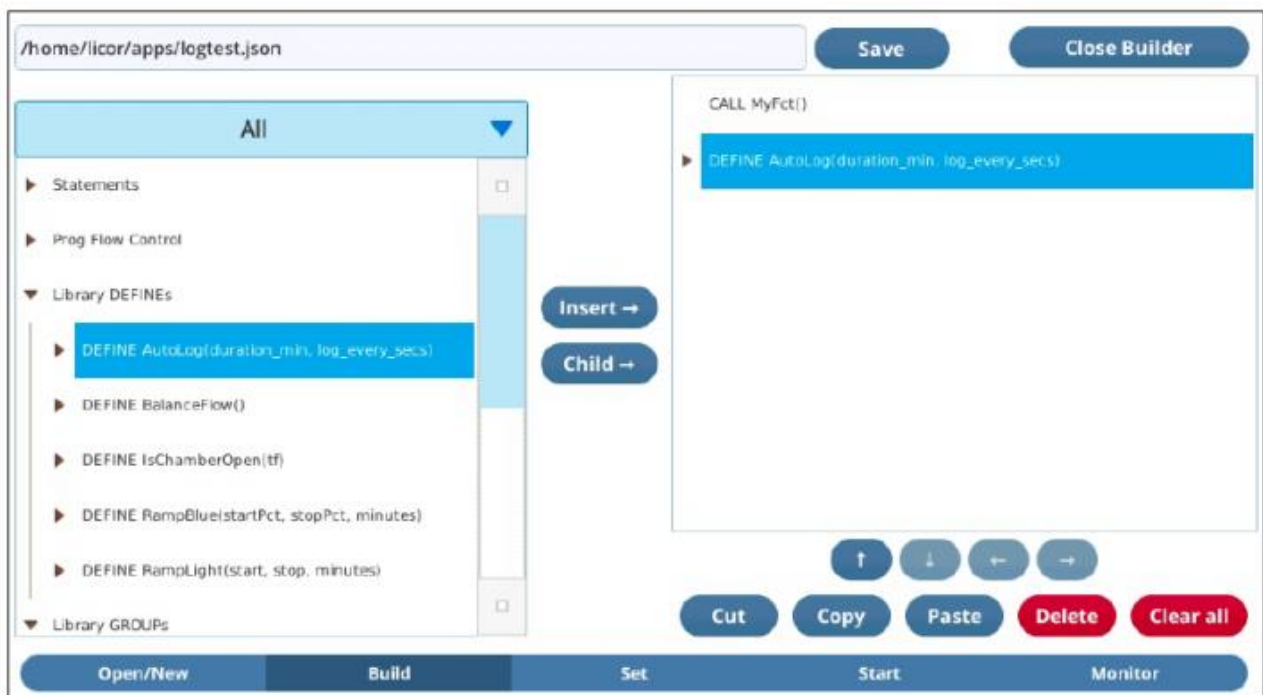 /home/licor/apps/logtest.json
Save
Close Builder
All
Statements
Prog Flow Control
Library DEFINEs
DEFINE AutoLog(duration_min, log_every_secs)
DEFINE BalanceFlow()
DEFINE IsChamberOpen(tf)
DEFINE RampBlue(startPct, stopPct, minutes)
DEFINE RampLight(start, stop, minutes)
Library GROUPs
Insert →
Child →
CALL MyFct()
DEFINE AutoLog(duration_min, log_every_secs)
↑ ↓ ← →
Cut Copy Paste Delete Clear all
Open/New Build Set Start Monitor